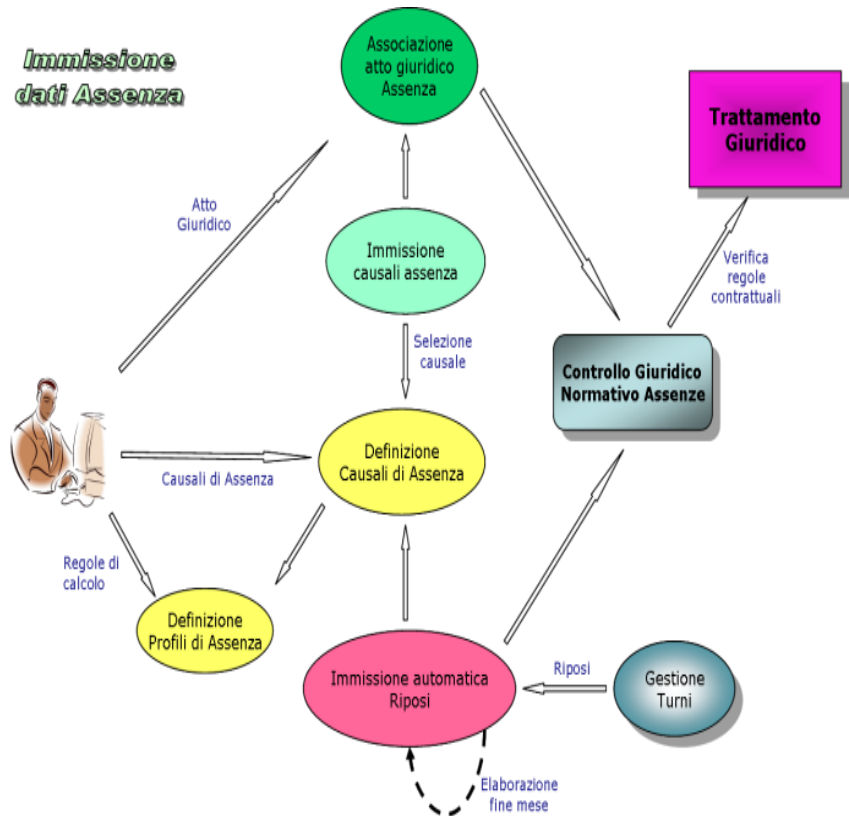 Immissione
dati Assenza
Associazione
atto giuridico
Assenza
Trattamento
Giuridico
Atto
Giuridico
Immissione
causali assenza
Verifica
regole
contrattuali
Selezione
causale
Controllo Giuridico
Normativo Assenze
Definizione
Causali di Assenza
Causali di Assenza
Regole di
calcolo
Definizione
Profili di Assenza
Immissione automatica
Riposi
Riposi
Gestione
Turni
Elaborazione
fine mese